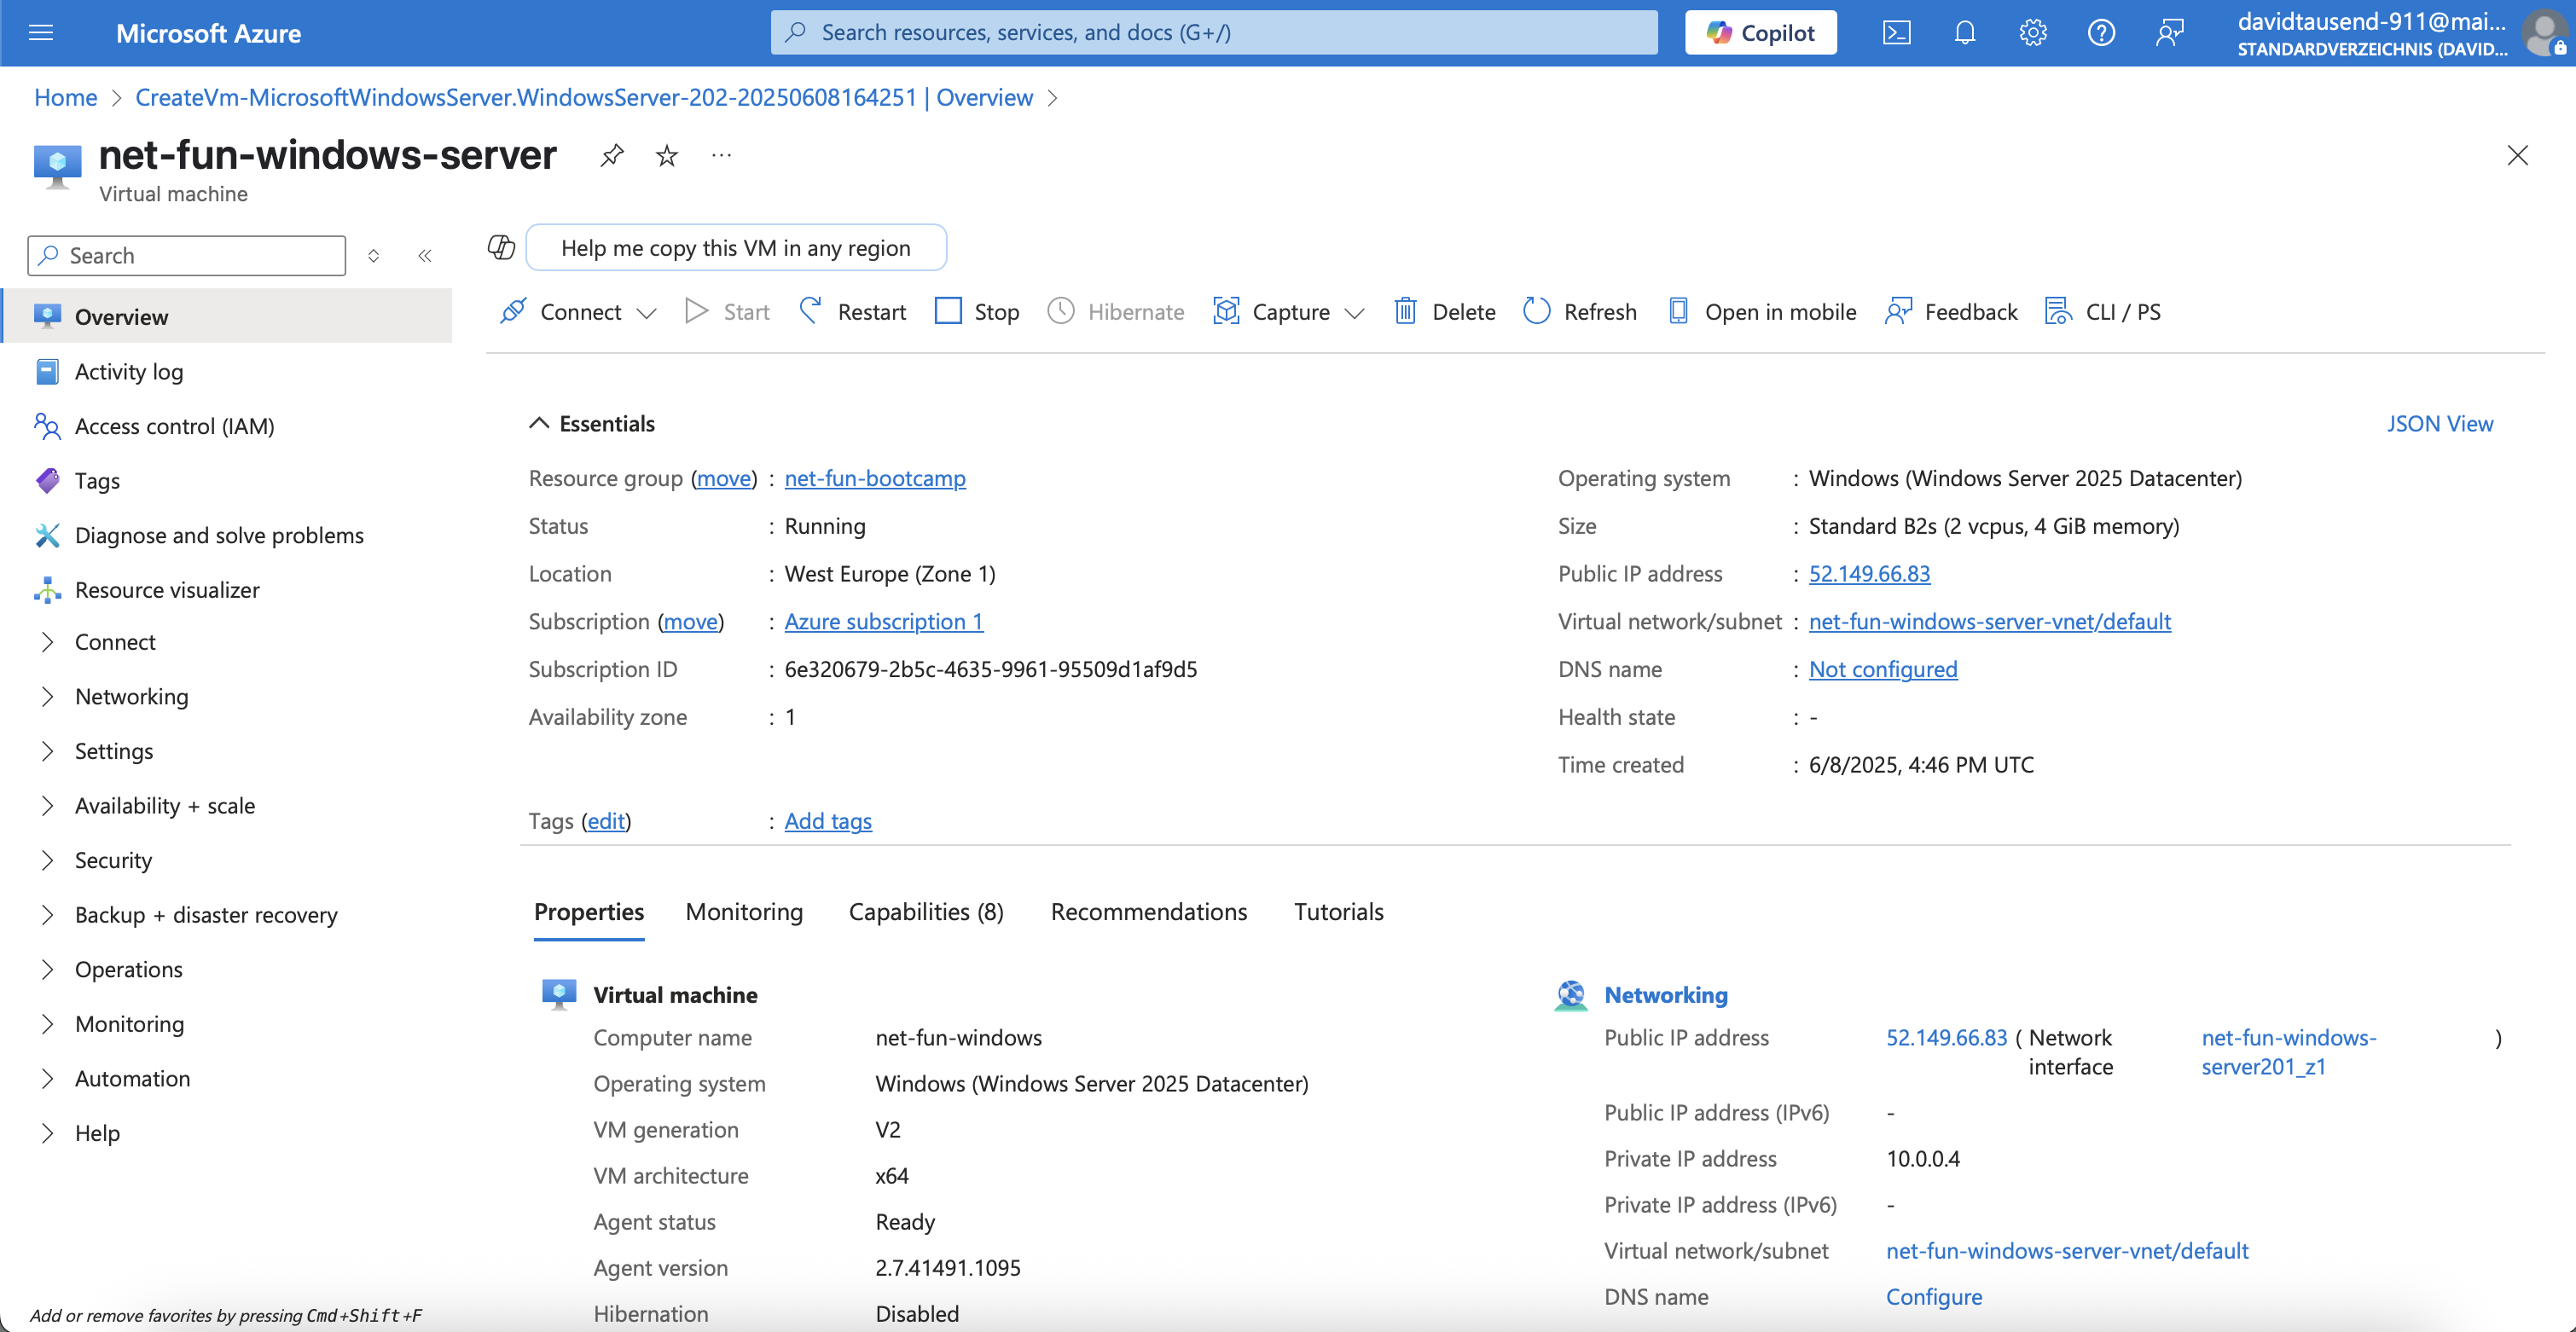 Microsoft Azure
Search resources, services, and docs (G+/)
Copilot
davidtausend-911@mai...
STANDARDVERZEICHNIS (DAVID...
Home > CreateVm-MicrosoftWindowsServer.WindowsServer-202-20250608164251 | Overview >
net-fun-windows-server
...
Virtual machine
Search
Help me copy this VM in any region
Connect
Start
Restart
Stop
Hibernate
Capture
Delete
Refresh
Open in mobile
Feedback
CLI / PS
Overview
Activity log
Access control (IAM)
Tags
Diagnose and solve problems
Resource visualizer
Connect
Networking
Settings
Availability + scale
Security
Backup + disaster recovery
Operations
Monitoring
Automation
Help
Add or remove favorites by pressing Cmd+Shift+F
Essentials
JSON View
Resource group (move) : net-fun-bootcamp
Status : Running
Location : West Europe (Zone 1)
Subscription (move) : Azure subscription 1
Subscription ID : 6e320679-2b5c-4635-9961-95509d1af9d5
Availability zone : 1
Operating system : Windows (Windows Server 2025 Datacenter)
Size : Standard B2s (2 vcpus, 4 GiB memory)
Public IP address : 52.149.66.83
Virtual network/subnet : net-fun-windows-server-vnet/default
DNS name : Not configured
Health state : -
Time created : 6/8/2025, 4:46 PM UTC
Tags (edit) : Add tags
Properties
Monitoring
Capabilities (8)
Recommendations
Tutorials
Virtual machine
Computer name net-fun-windows
Operating system Windows (Windows Server 2025 Datacenter)
VM generation V2
VM architecture x64
Agent status Ready
Agent version 2.7.41491.1095
Hibernation Disabled
Networking
Public IP address 52.149.66.83 ( Network net-fun-windows- )
interface server201_z1
Public IP address (IPv6) -
Private IP address 10.0.0.4
Private IP address (IPv6) -
Virtual network/subnet net-fun-windows-server-vnet/default
DNS name Configure